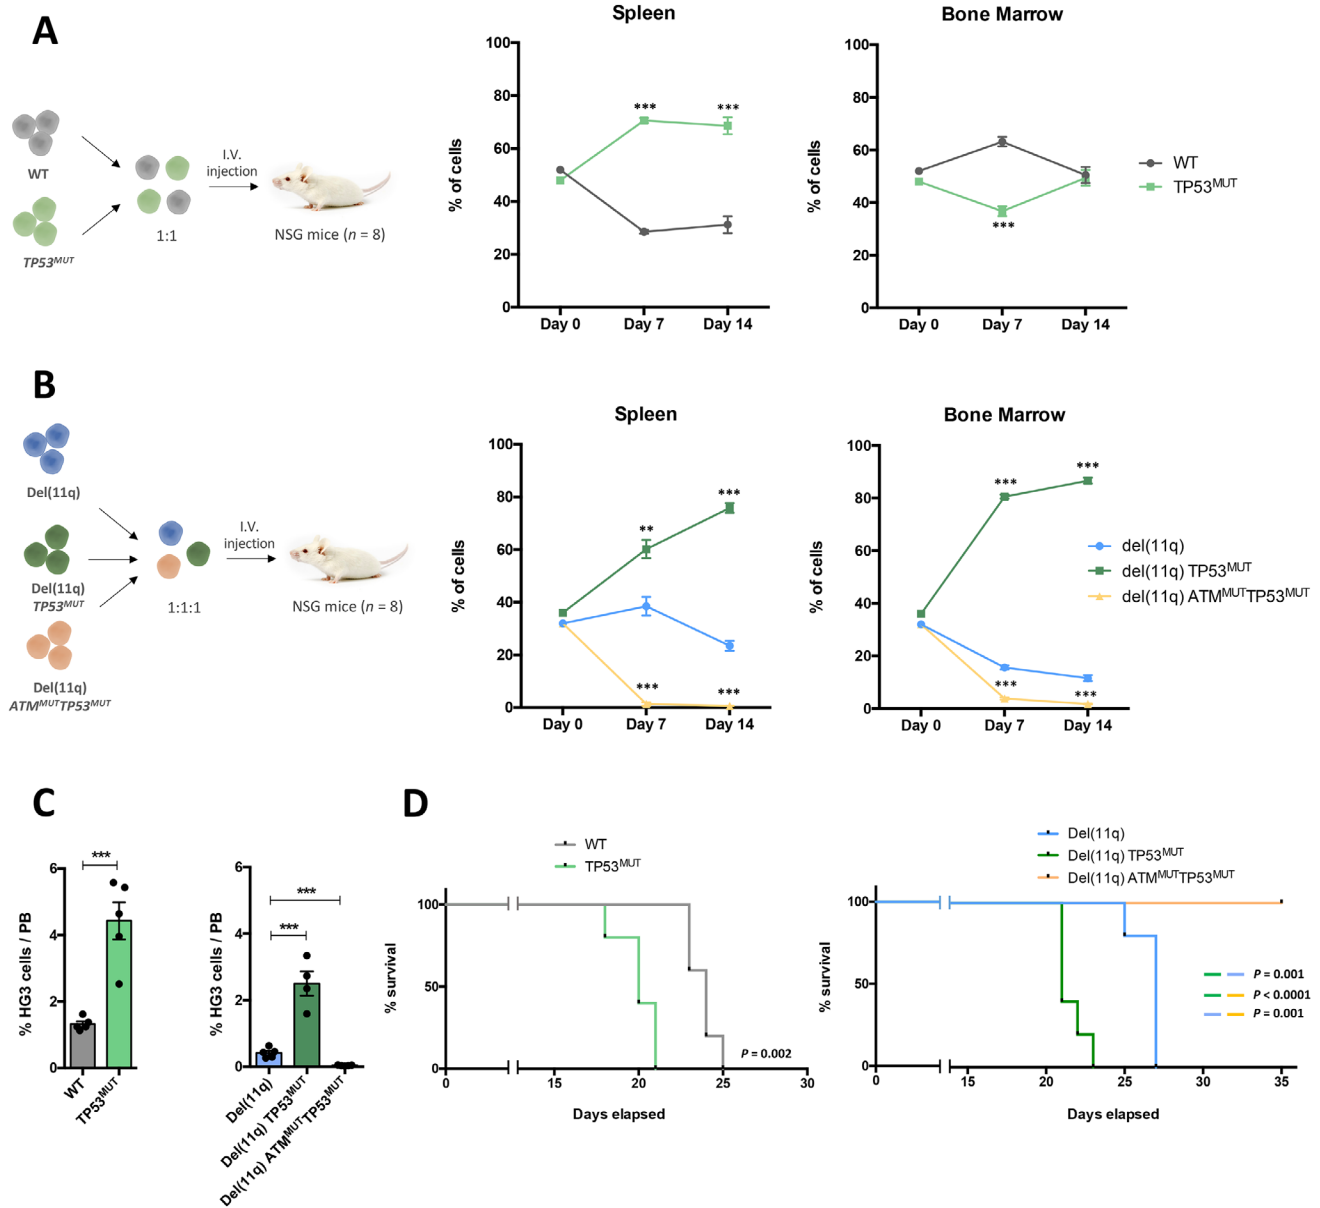 A
WT
TP53MUT
1:1
I.V.
injection
NSG mice (n = 8)
Spleen
% of cells
100
80
60
40
20
0
***
***
Day 0
Day 7
Day 14
Bone Marrow
% of cells
100
80
60
40
20
0
***
Day 0
Day 7
Day 14
WT
TP53MUT
B
Del(11q)
Del(11q)
TP53MUT
Del(11q)
ATMMUTTP53MUT
1:1:1
I.V.
injection
NSG mice (n = 8)
Spleen
% of cells
100
80
60
40
20
0
**
***
***
***
Day 0
Day 7
Day 14
Bone Marrow
% of cells
100
80
60
40
20
0
***
***
***
***
Day 0
Day 7
Day 14
del(11q)
del(11q) TP53MUT
del(11q) ATMMUTTP53MUT
C
% HG3 cells / PB
6
4
2
0
***
WT
TP53MUT
% HG3 cells / PB
6
4
2
0
***
***
Del(11q)
Del(11q) TP53MUT
Del(11q) ATMMUTTP53MUT
D
WT
TP53MUT
% survival
100
50
0
0
15
20
25
30
P = 0.002
Days elapsed
Del(11q)
Del(11q) TP53MUT
Del(11q) ATMMUTTP53MUT
% survival
100
50
0
0
15
20
25
30
35
P = 0.001
P < 0.0001
P = 0.001
Days elapsed